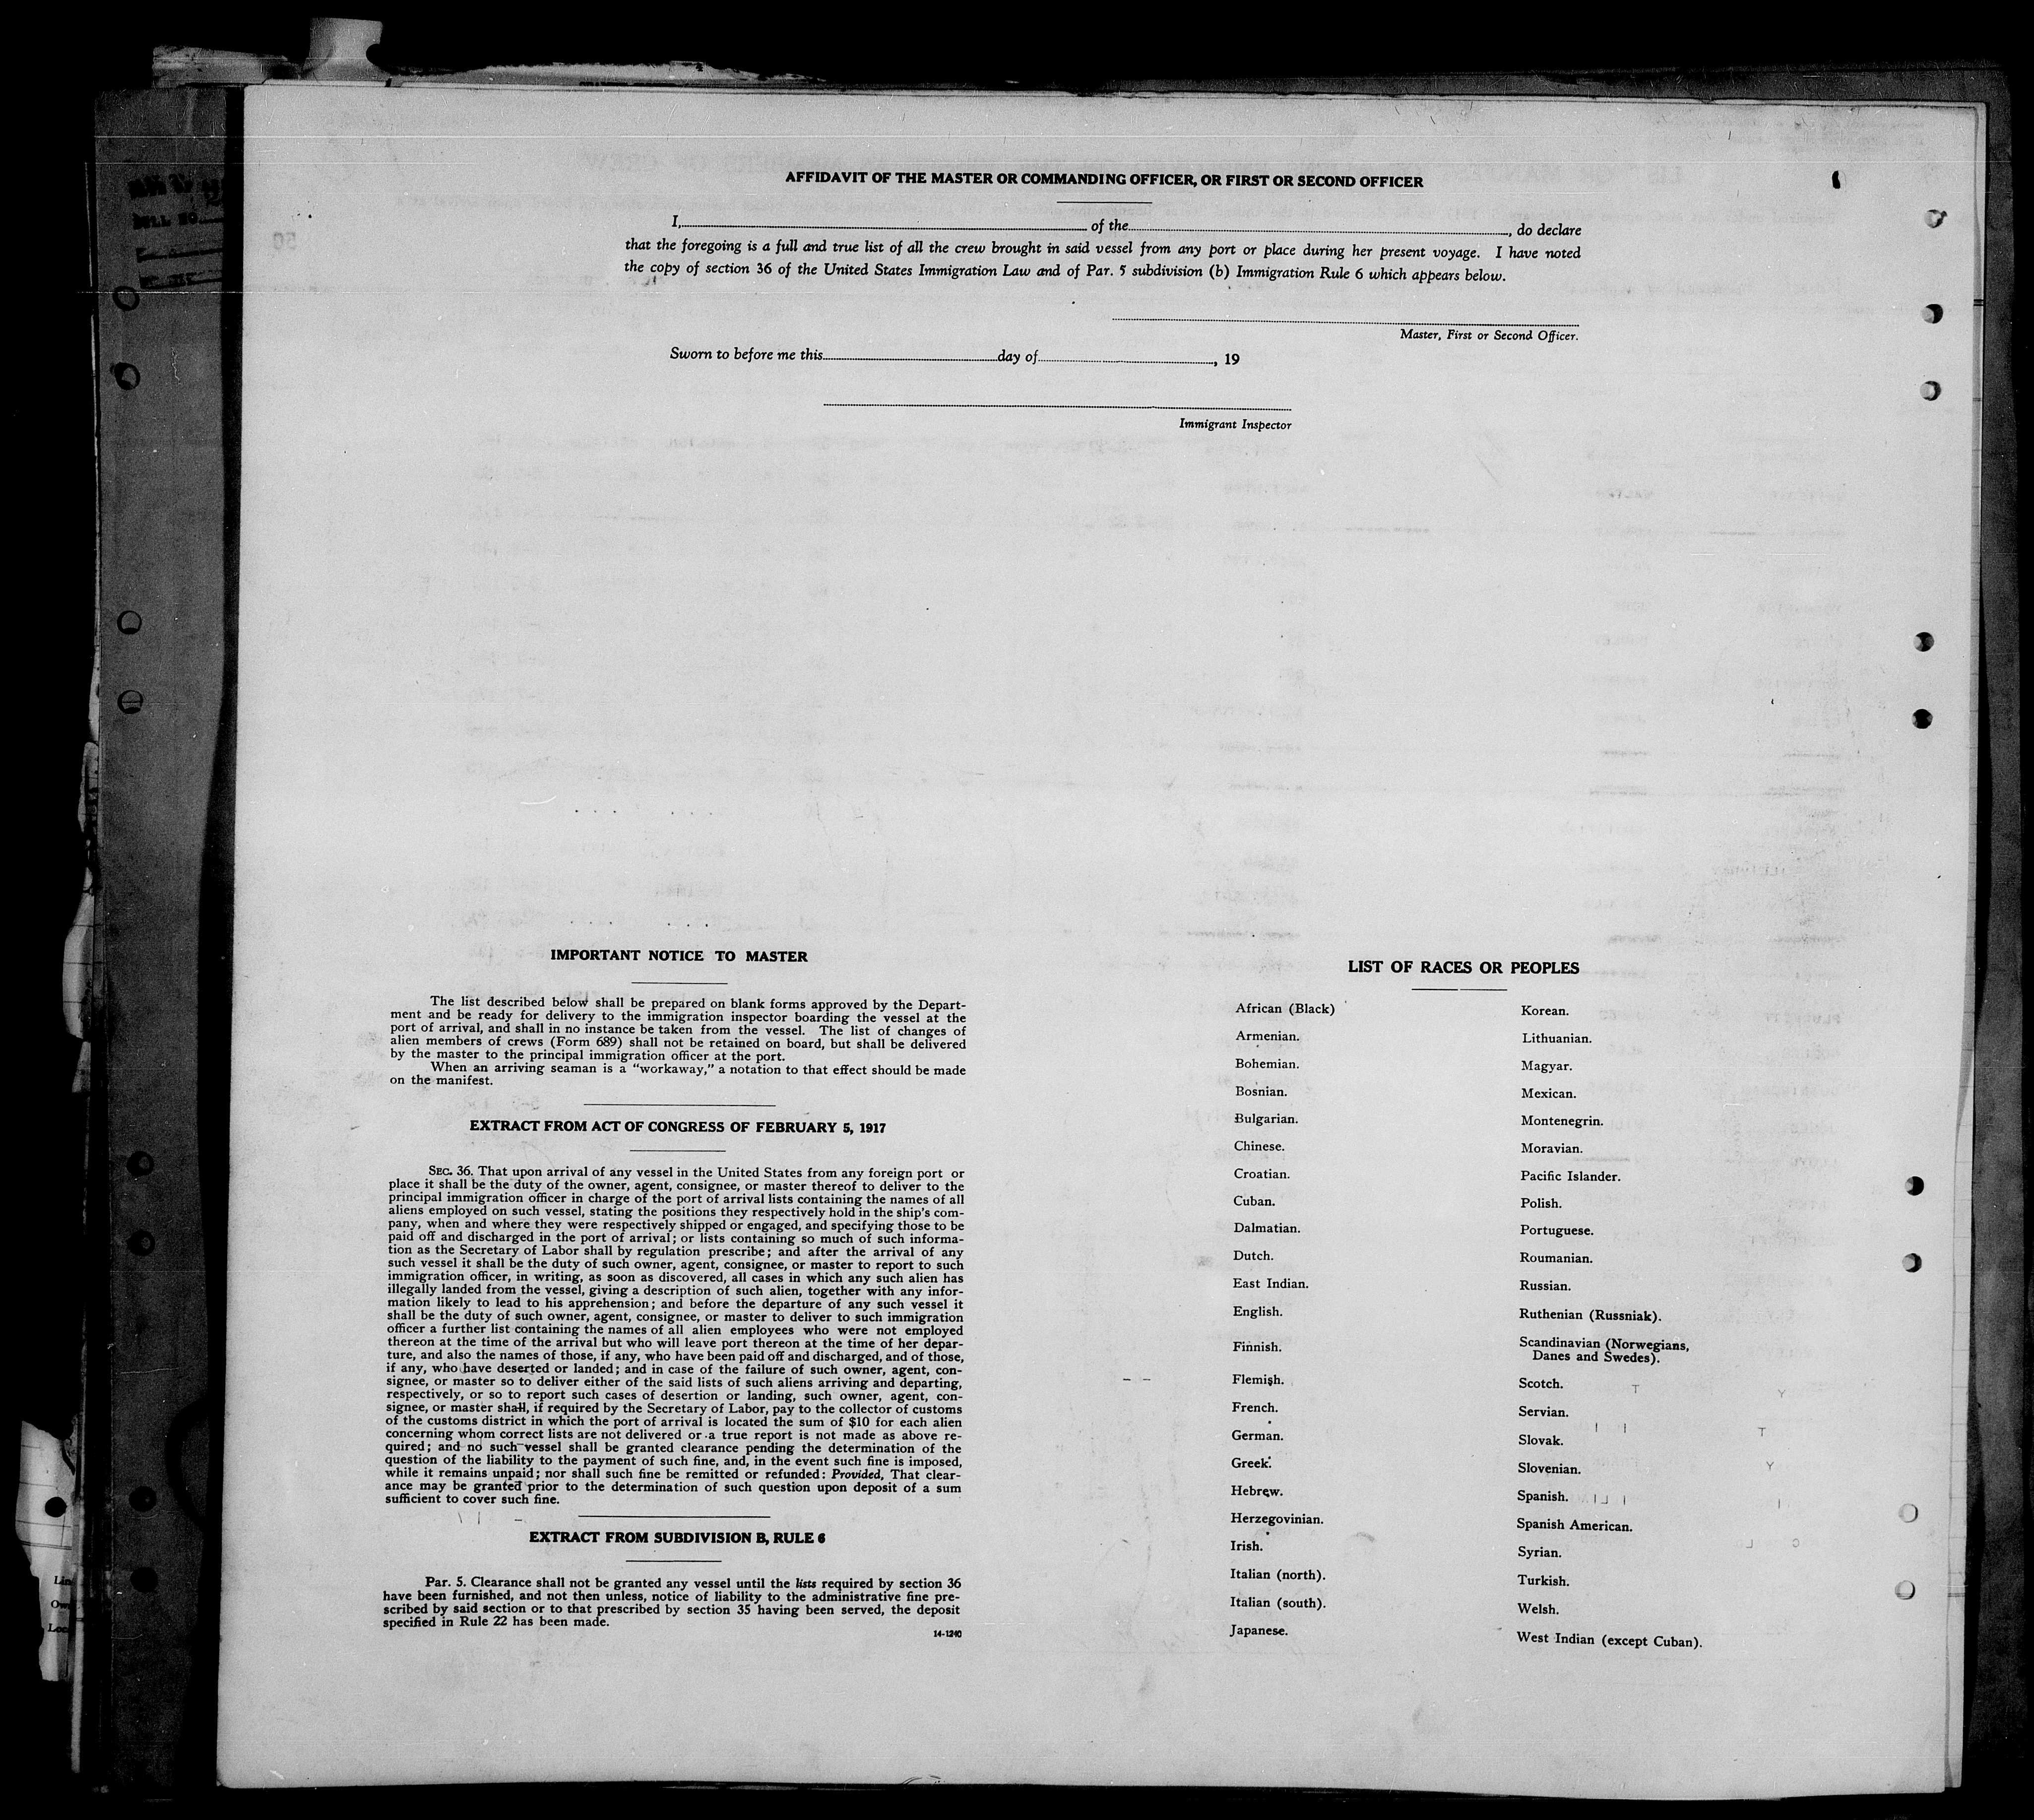 AFFIDAVIT OF THE MASTER OR COMMANDING OFFICER, OR FIRST OR SECOND OFFICER
I, of the , do declare
that the foregoing is a full and true list of all the crew brought in said vessel from any port or place during her present voyage. I have noted
the copy of section 36 of the United States Immigration Law and of Par. 5 subdivision (b) Immigration Rule 6 which appears below.
Master, First or Second Officer.
Sworn to before me this day of , 19
Immigrant Inspector
IMPORTANT NOTICE TO MASTER
The list described below shall be prepared on blank forms approved by the Depart-
ment and be ready for delivery to the immigration inspector boarding the vessel at the
port of arrival, and shall in no instance be taken from the vessel. The list of changes of
alien members of crews (Form 689) shall not be retained on board, but shall be delivered
by the master to the principal immigration officer at the port.
When an arriving seaman is a "workaway," a notation to that effect should be made
on the manifest.
EXTRACT FROM ACT OF CONGRESS OF FEBRUARY 5, 1917
SEC. 36. That upon arrival of any vessel in the United States from any foreign port or
place it shall be the duty of the owner, agent, consignee, or master thereof to deliver to the
principal immigration officer in charge of the port of arrival lists containing the names of all
aliens employed on such vessel, stating the positions they respectively hold in the ship's com-
pany, when and where they were respectively shipped or engaged, and specifying those to be
paid off and discharged in the port of arrival; or lists containing so much of such informa-
tion as the Secretary of Labor shall by regulation prescribe; and after the arrival of any
such vessel it shall be the duty of such owner, agent, consignee, or master to report to such
immigration officer, in writing, as soon as discovered, all cases in which any such alien has
illegally landed from the vessel, giving a description of such alien, together with any infor-
mation likely to lead to his apprehension; and before the departure of any such vessel it
shall be the duty of such owner, agent, consignee, or master to deliver to such immigration
officer a further list containing the names of all alien employees who were not employed
thereon at the time of the arrival but who will leave port thereon at the time of her depar-
ture, and also the names of those, if any, who have been paid off and discharged, and of those,
if any, who have deserted or landed; and in case of the failure of such owner, agent, con-
signee, or master so to deliver either of the said lists of such aliens arriving and departing,
respectively, or so to report such cases of desertion or landing, such owner, agent, con-
signee, or master shall, if required by the Secretary of Labor, pay to the collector of customs
of the customs district in which the port of arrival is located the sum of $10 for each alien
concerning whom correct lists are not delivered or a true report is not made as above re-
quired; and no such vessel shall be granted clearance pending the determination of the
question of the liability to the payment of such fine, and, in the event such fine is imposed,
while it remains unpaid; nor shall such fine be remitted or refunded: Provided, That clear-
ance may be granted prior to the determination of such question upon deposit of a sum
sufficient to cover such fine.
EXTRACT FROM SUBDIVISION B, RULE 6
Par. 5. Clearance shall not be granted any vessel until the lists required by section 36
have been furnished, and not then unless, notice of liability to the administrative fine pre-
scribed by said section or to that prescribed by section 35 having been served, the deposit
specified in Rule 22 has been made.
14-1240
LIST OF RACES OR PEOPLES
African (Black)
Armenian.
Bohemian.
Bosnian.
Bulgarian.
Chinese.
Croatian.
Cuban.
Dalmatian.
Dutch.
East Indian.
English.
Finnish.
Flemish.
French.
German.
Greek.
Hebrew.
Herzegovinian.
Irish.
Italian (north).
Italian (south).
Japanese.
Korean.
Lithuanian.
Magyar.
Mexican.
Montenegrin.
Moravian.
Pacific Islander.
Polish.
Portuguese.
Roumanian.
Russian.
Ruthenian (Russniak).
Scandinavian (Norwegians,
Danes and Swedes).
Scotch.
Servian.
Slovak.
Slovenian.
Spanish.
Spanish American.
Syrian.
Turkish.
Welsh.
West Indian (except Cuban).